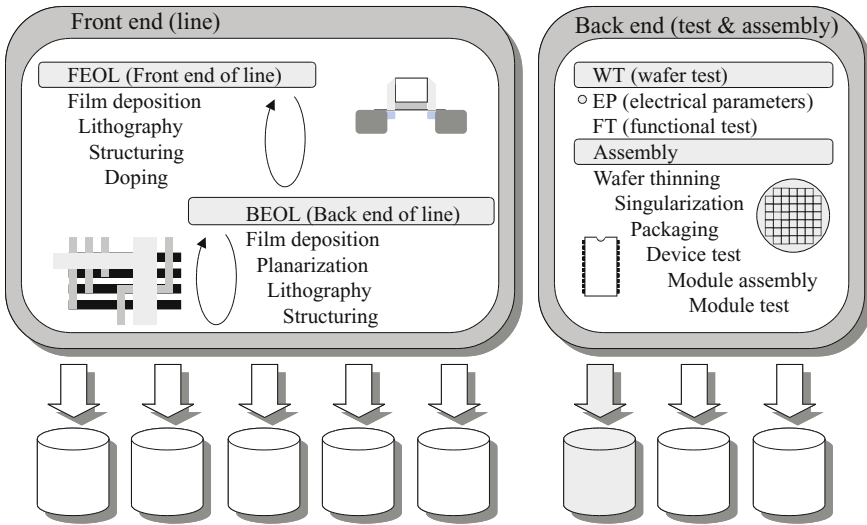 Front end (line)
FEOL (Front end of line)
Film deposition
Lithography
Structuring
Doping
BEOL (Back end of line)
Film deposition
Planarization
Lithography
Structuring
Back end (test & assembly)
WT (wafer test)
EP (electrical parameters)
FT (functional test)
Assembly
Wafer thinning
Singularization
Packaging
Device test
Module assembly
Module test